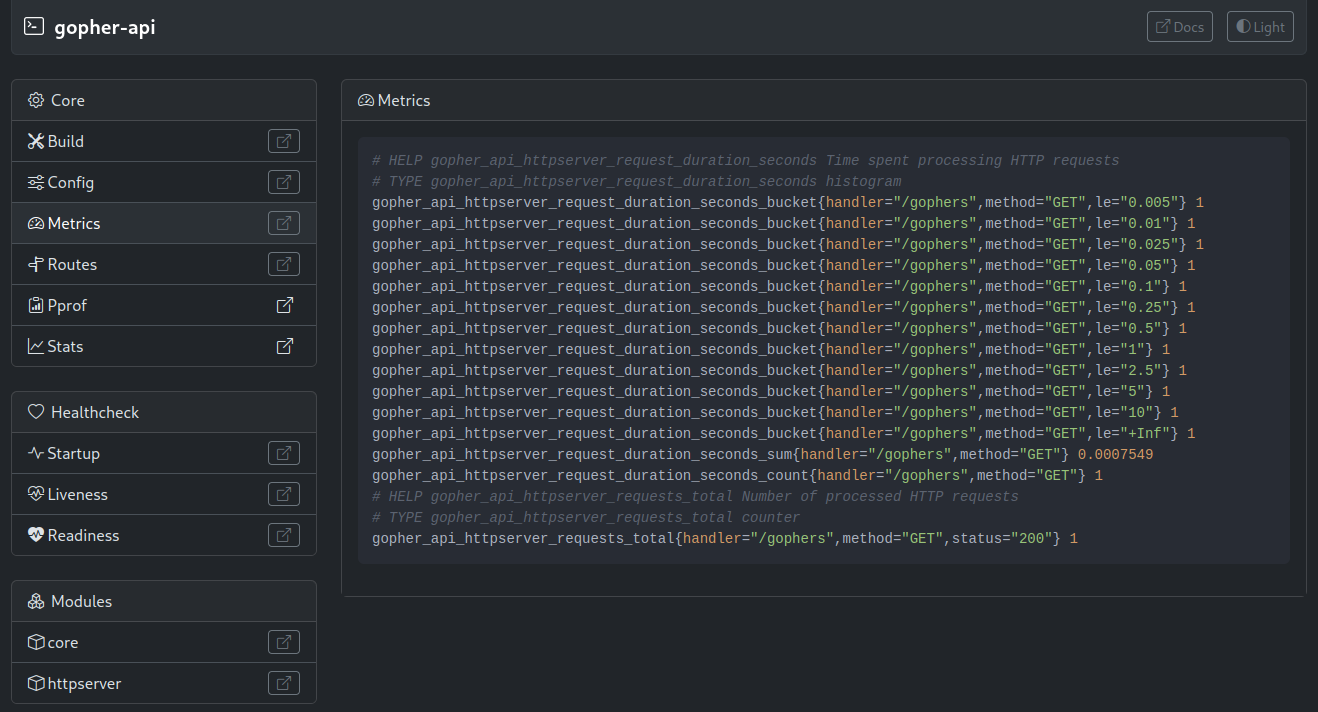 gopher-api
Docs
Light
Core
Build
Config
Metrics
Routes
Pprof
Stats
Healthcheck
Startup
Liveness
Readiness
Modules
core
httpserver
Metrics
# HELP gopher_api_httpserver_request_duration_seconds Time spent processing HTTP requests
# TYPE gopher_api_httpserver_request_duration_seconds histogram
gopher_api_httpserver_request_duration_seconds_bucket{handler="/gophers",method="GET",le="0.005"} 1
gopher_api_httpserver_request_duration_seconds_bucket{handler="/gophers",method="GET",le="0.01"} 1
gopher_api_httpserver_request_duration_seconds_bucket{handler="/gophers",method="GET",le="0.025"} 1
gopher_api_httpserver_request_duration_seconds_bucket{handler="/gophers",method="GET",le="0.05"} 1
gopher_api_httpserver_request_duration_seconds_bucket{handler="/gophers",method="GET",le="0.1"} 1
gopher_api_httpserver_request_duration_seconds_bucket{handler="/gophers",method="GET",le="0.25"} 1
gopher_api_httpserver_request_duration_seconds_bucket{handler="/gophers",method="GET",le="0.5"} 1
gopher_api_httpserver_request_duration_seconds_bucket{handler="/gophers",method="GET",le="1"} 1
gopher_api_httpserver_request_duration_seconds_bucket{handler="/gophers",method="GET",le="2.5"} 1
gopher_api_httpserver_request_duration_seconds_bucket{handler="/gophers",method="GET",le="5"} 1
gopher_api_httpserver_request_duration_seconds_bucket{handler="/gophers",method="GET",le="10"} 1
gopher_api_httpserver_request_duration_seconds_bucket{handler="/gophers",method="GET",le="+Inf"} 1
gopher_api_httpserver_request_duration_seconds_sum{handler="/gophers",method="GET"} 0.0007549
gopher_api_httpserver_request_duration_seconds_count{handler="/gophers",method="GET"} 1
# HELP gopher_api_httpserver_requests_total Number of processed HTTP requests
# TYPE gopher_api_httpserver_requests_total counter
gopher_api_httpserver_requests_total{handler="/gophers",method="GET",status="200"} 1